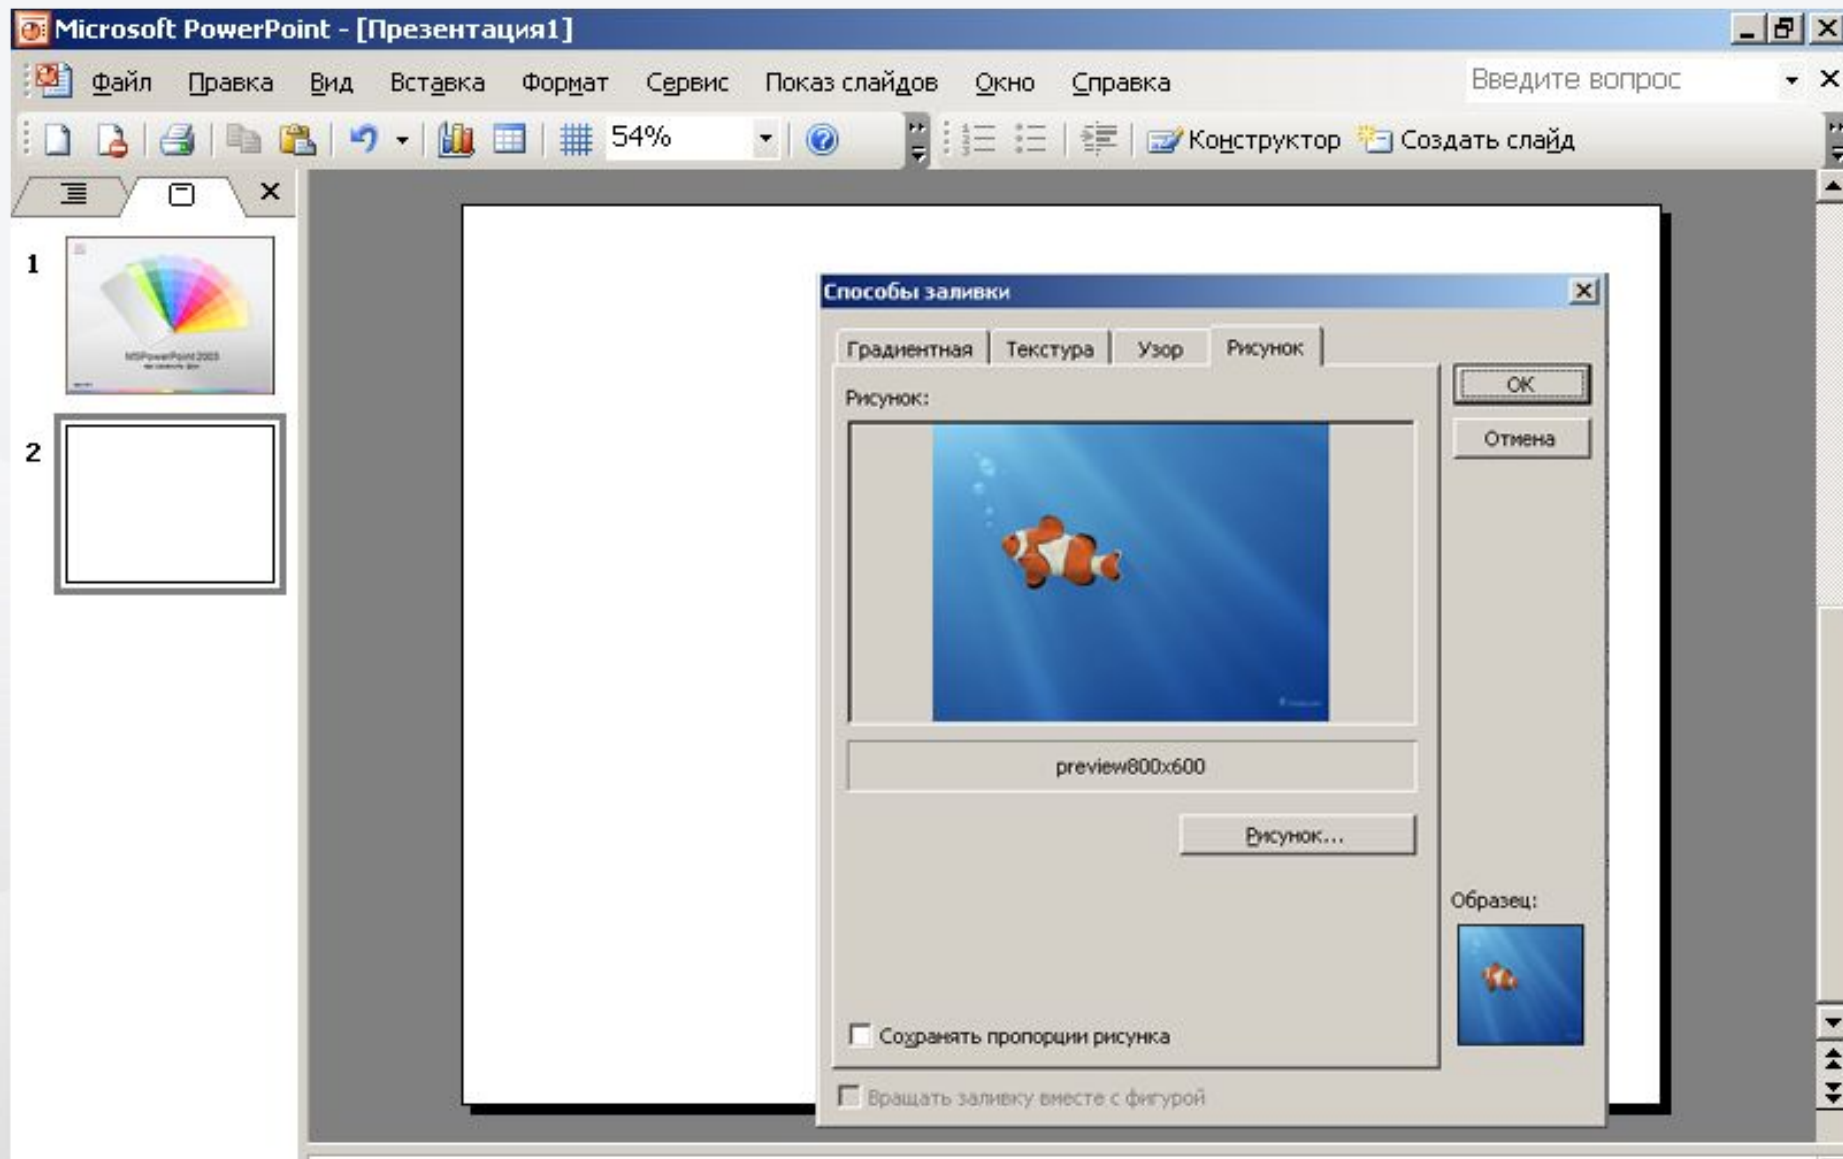 Microsoft PowerPoint - [Презентация1]
Файл Правка Вид Вставка Формат Сервис Показ слайдов Окно Справка Введите вопрос
54% Конструктор Создать слайд
1
MSPowerPoint 2003
2
Способы заливки
Градиентная Текстура Узор Рисунок
Рисунок:
ОК
Отмена
preview800x600
Рисунок...
Образец:
Сохранять пропорции рисунка
Вращать заливку вместе с фигурой